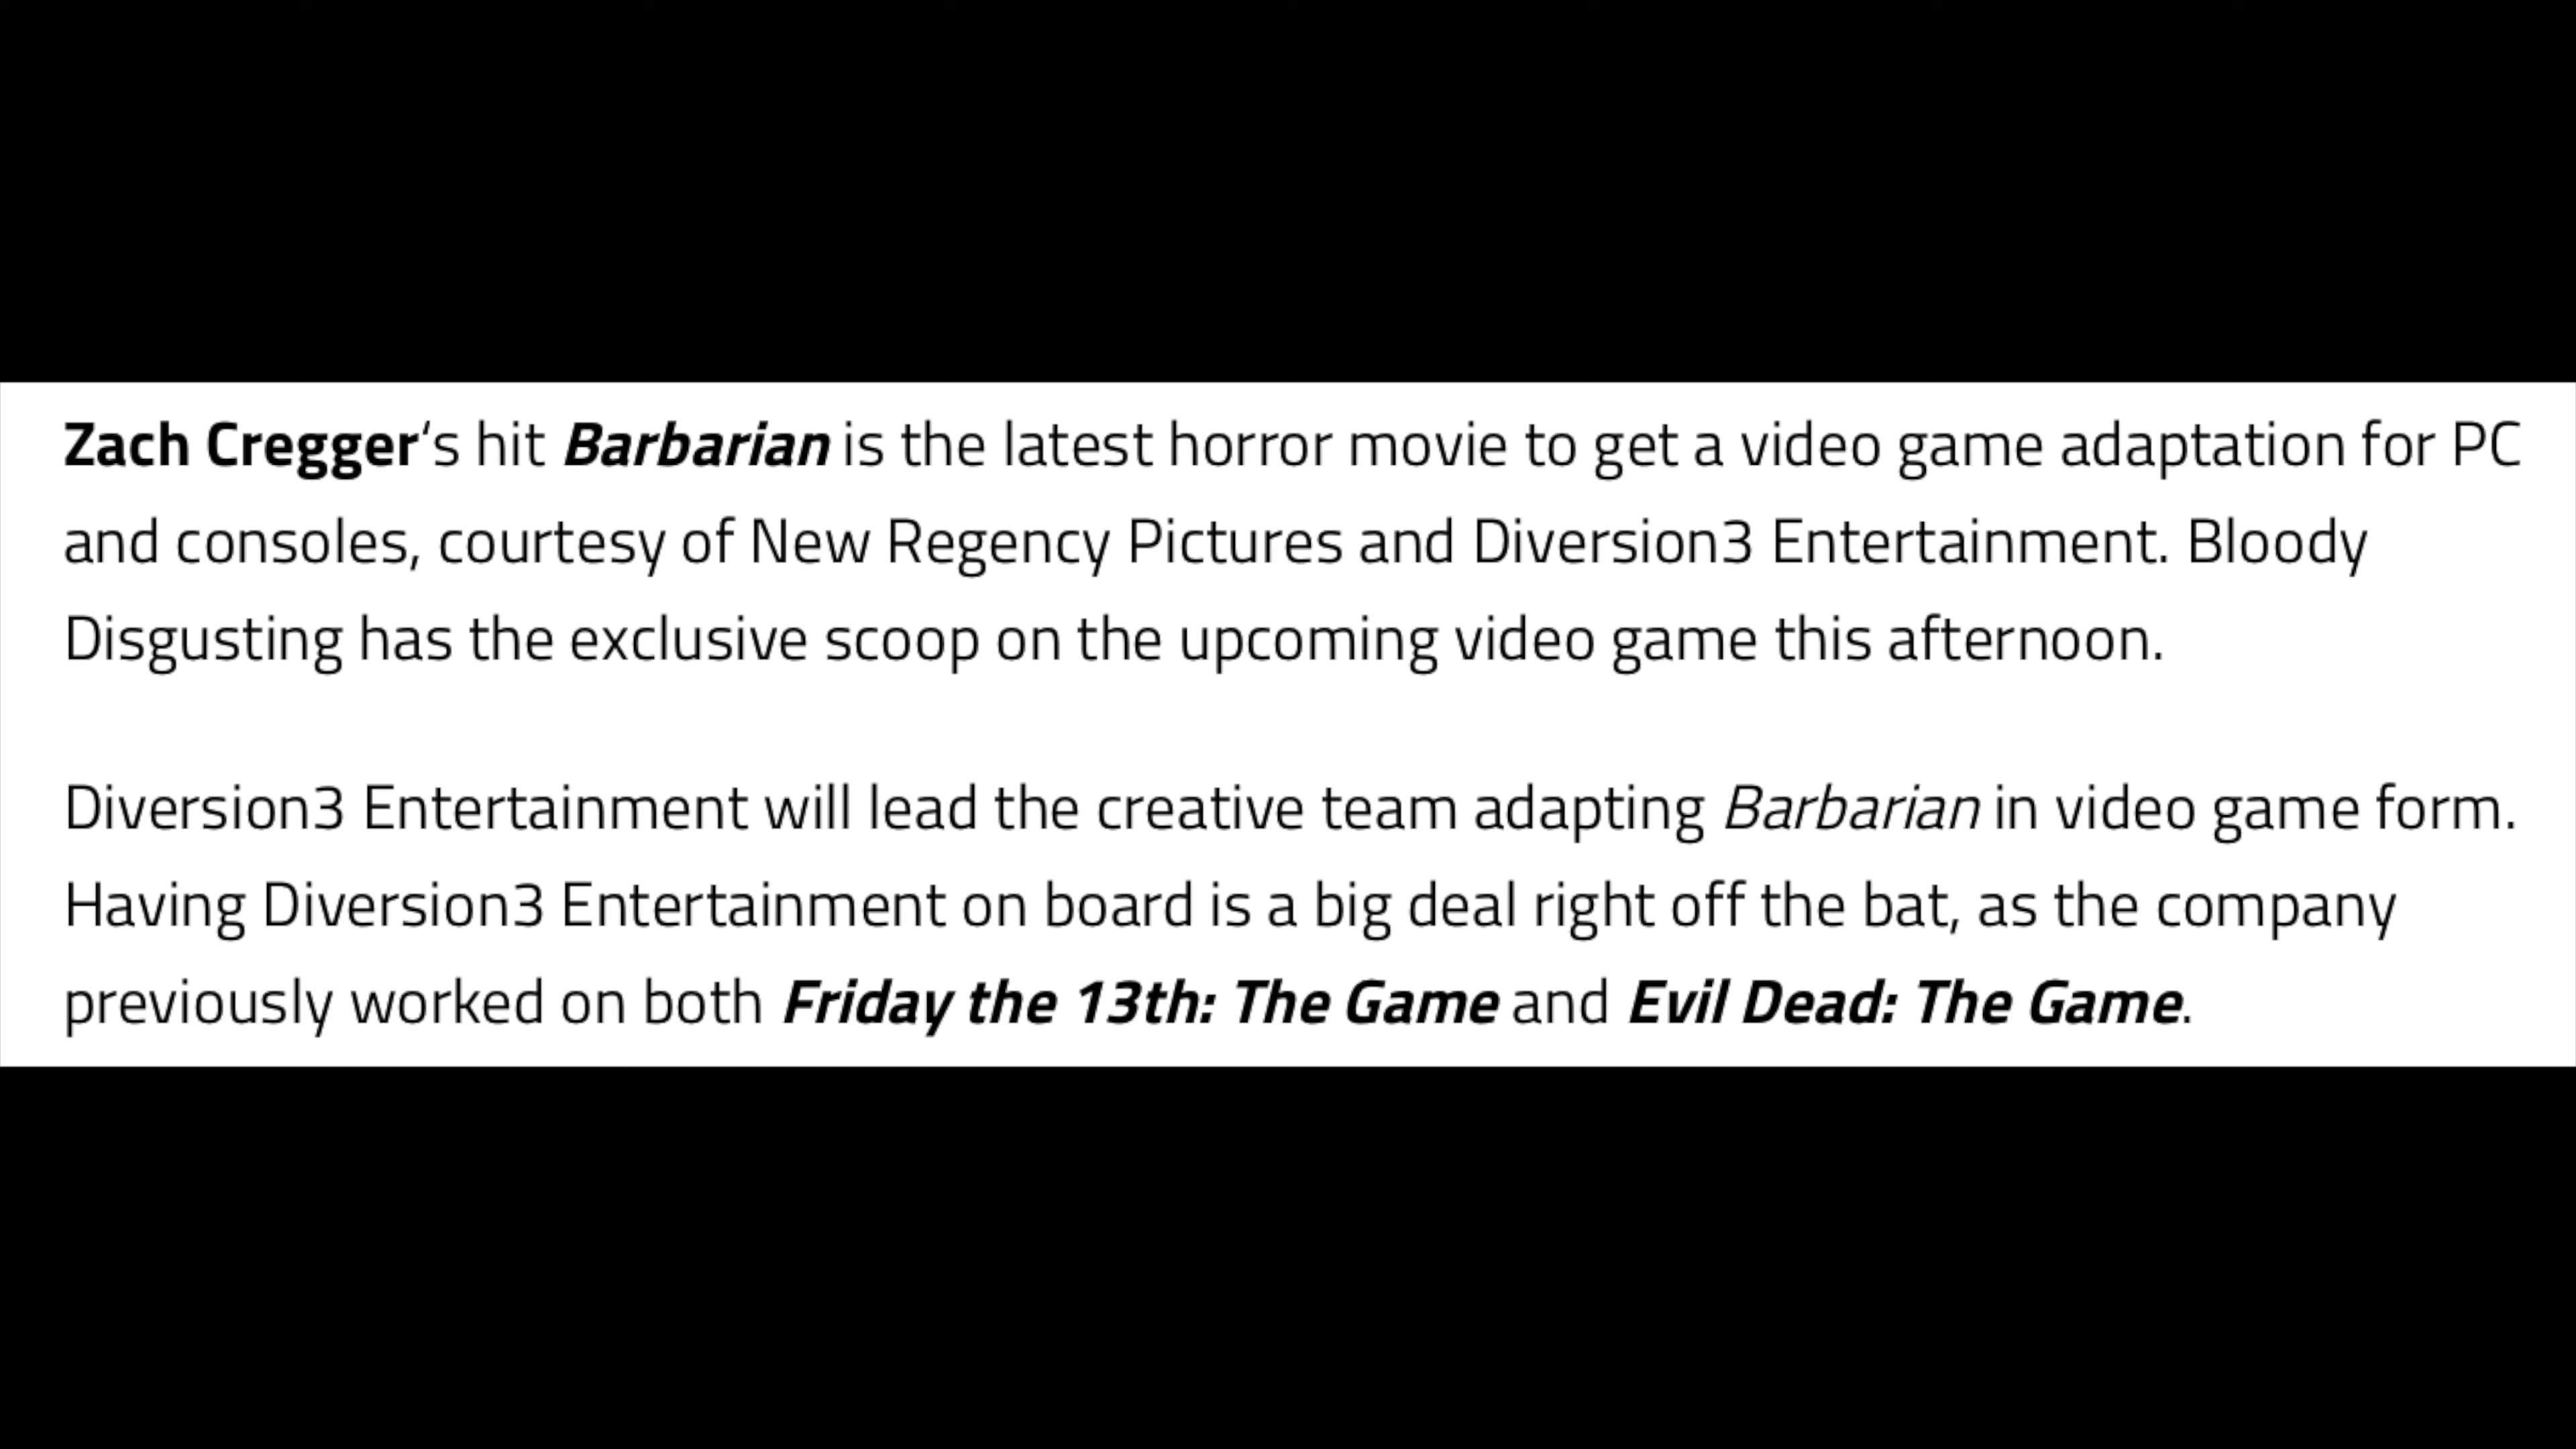 Zach Cregger‘s hit Barbarian is the latest horror movie to get a video game adaptation for PC
and consoles, courtesy of New Regency Pictures and Diversion3 Entertainment. Bloody
Disgusting has the exclusive scoop on the upcoming video game this afternoon.
Diversion3 Entertainment will lead the creative team adapting Barbarian in video game form.
Having Diversion3 Entertainment on board is a big deal right off the bat, as the company
previously worked on both Friday the 13th: The Game and Evil Dead: The Game.